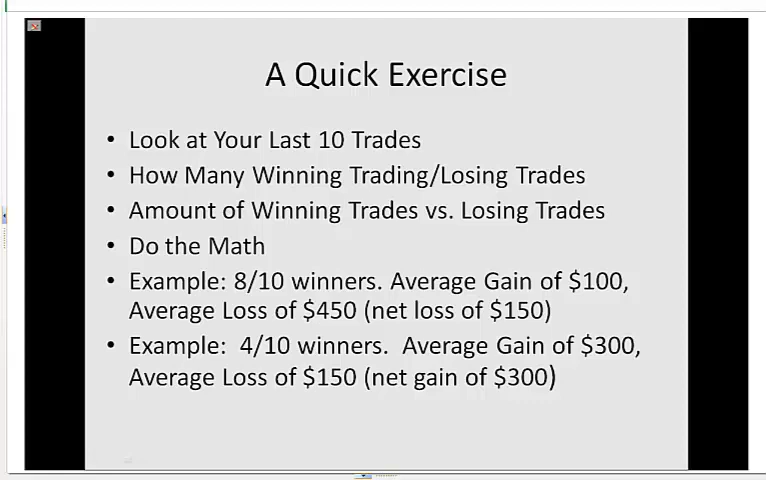 A Quick Exercise
• Look at Your Last 10 Trades
• How Many Winning Trading/Losing Trades
• Amount of Winning Trades vs. Losing Trades
• Do the Math
• Example: 8/10 winners. Average Gain of $100,
Average Loss of $450 (net loss of $150)
• Example:  4/10 winners.  Average Gain of $300,
Average Loss of $150 (net gain of $300)